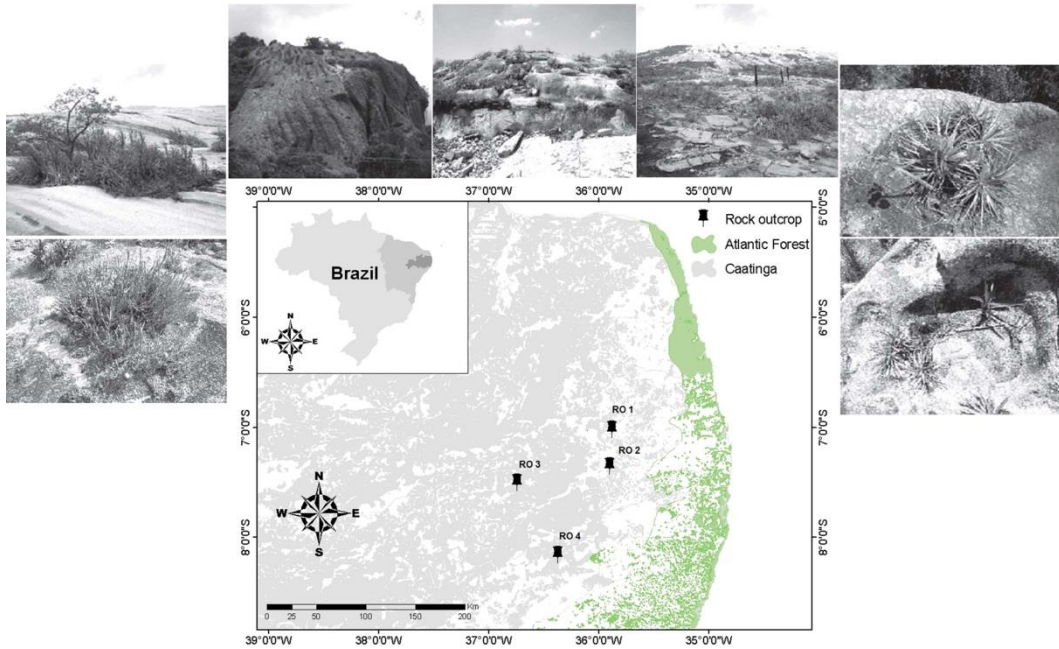 39°0'0"W 38°0'0"W 37°0'0"W 36°0'0"W 35°0'0"W
5°0'0"S
Rock outcrop
Atlantic Forest
Caatinga
Brazil
N
W E
S
6°0'0"S 6°0'0"S
RO 1
7°0'0"S 7°0'0"S
RO 2
RO 3
N
W E
S
8°0'0"S 8°0'0"S
RO 4
Km
0 25 50 100 150 200
39°0'0"W 38°0'0"W 37°0'0"W 36°0'0"W 35°0'0"W